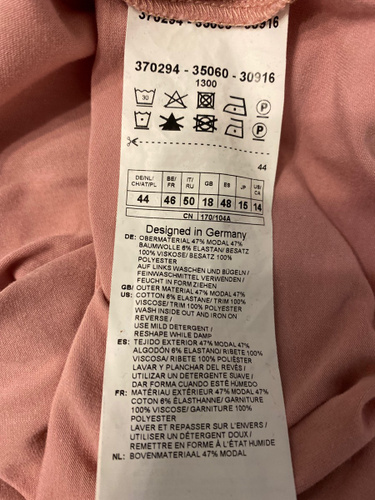 370294 - 35060 - 30916
370294 - 35060 - 30916
1300
30
P
P
44
DE/NL/
CH/AT/PL
BE/
FR
IT/
RU
GB
ES
JP
US/
CA
44
46
50
18
48
15
14
CN
170/104A
Designed in Germany
DE: OBERMATERIAL 47% MODAL 47%
BAUMWOLLE 6% ELASTAN/ BESATZ
100% VISKOSE/ BESATZ 100%
POLYESTER
AUF LINKS WASCHEN UND BÜGELN /
FEINWASCHMITTEL VERWENDEN /
FEUCHT IN FORM ZIEHEN
GB/ OUTER MATERIAL 47% MODAL 47%
US: COTTON 6% ELASTANE/ TRIM 100%
VISCOSE/ TRIM 100% POLYESTER
WASH INSIDE OUT AND IRON ON
REVERSE /
USE MILD DETERGENT /
RESHAPE WHILE DAMP
ES: TEJIDO EXTERIOR 47% MODAL 47%
ALGODÓN 6% ELASTANO/ RIBETE 100%
VISCOSA/ RIBETE 100% POLIÉSTER
LAVAR Y PLANCHAR DEL REVÉS /
UTILIZAR UN DETERGENTE SUAVE /
DAR FORMA CUANDO ESTÉ HÚMEDO
FR: MATÉRIAU EXTÉRIEUR 47% MODAL 47%
COTON 6% ÉLASTHANNE/ GARNITURE
100% VISCOSE/ GARNITURE 100%
POLYESTER
LAVER ET REPASSER SUR L'ENVERS /
UTILISER UN DÉTERGENT DOUX /
REMETTRE EN FORME À L'ÉTAT HUMIDE
NL: BOVENMATERIAAL 47% MODAL